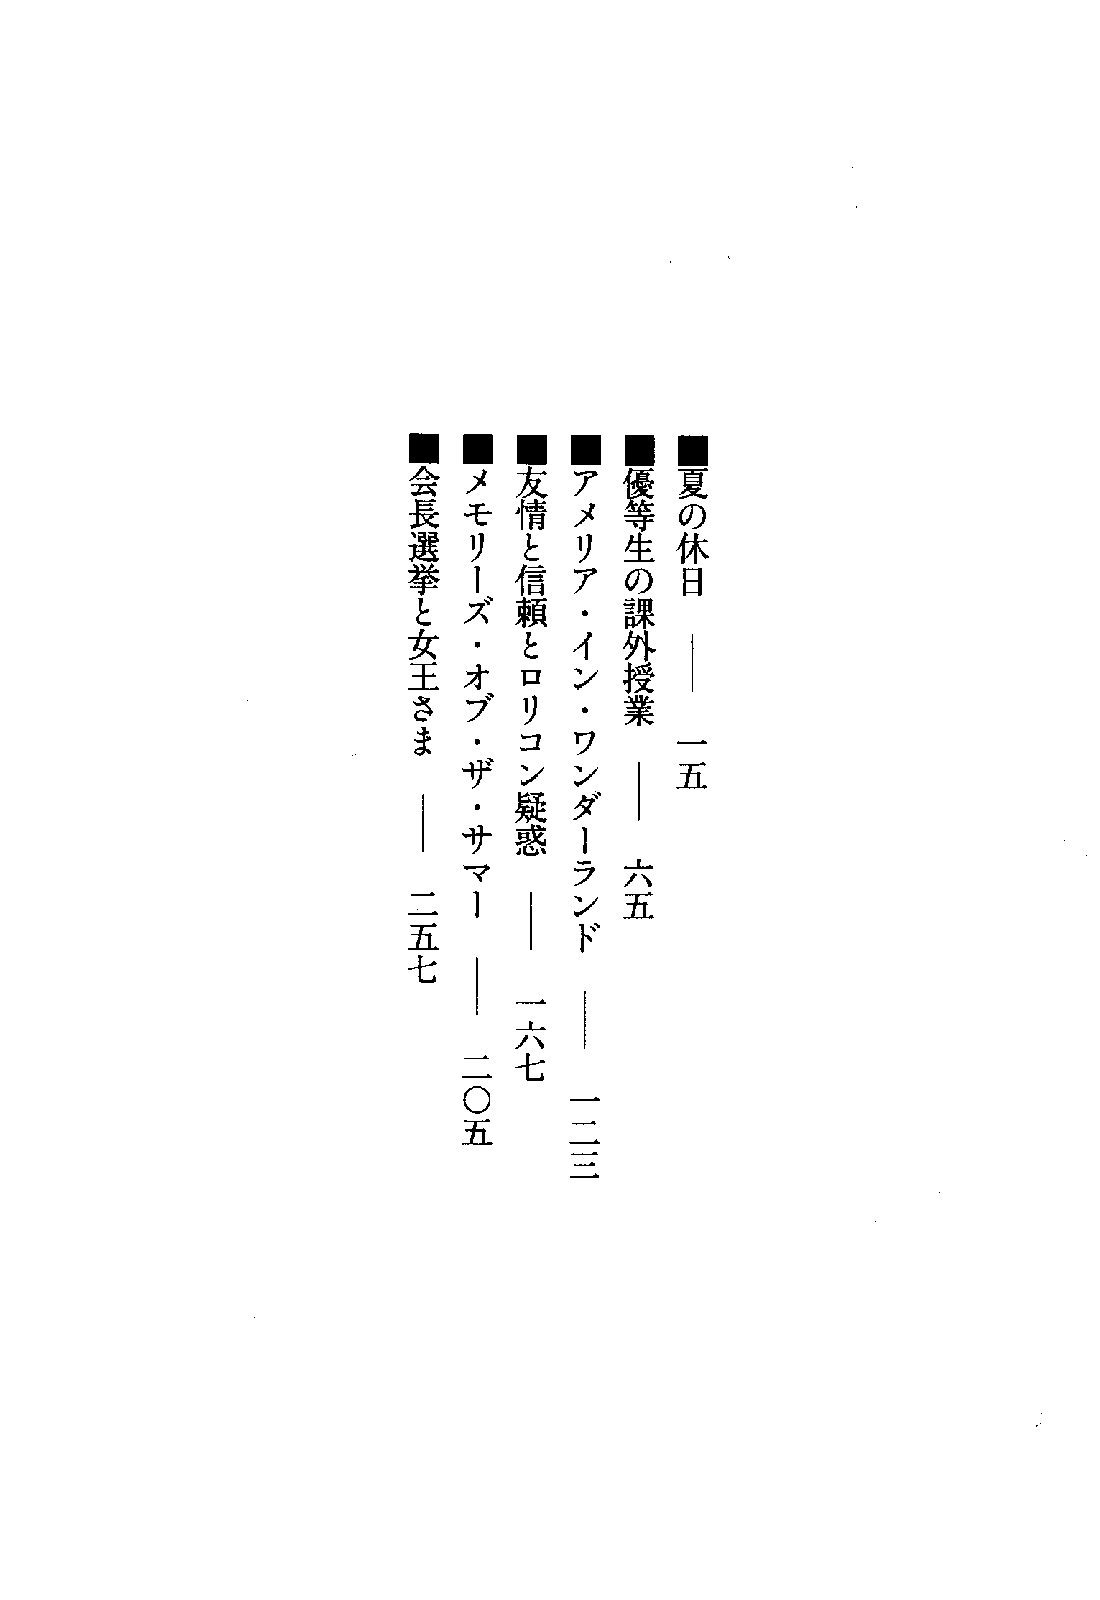 ■夏の休日 ―― 一五
■優等生の課外授業 ―― 六五
■アメリア・イン・ワンダーランド ―― 一二三
■友情と信頼とロリコン疑惑 ―― 一六七
■メモリーズ・オブ・ザ・サマー ―― 二〇五
■会長選挙と女王さま ―― 二五七